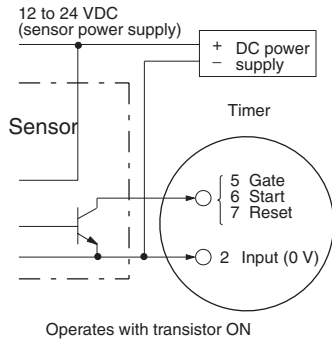 12 to 24 VDC
(sensor power supply)
+ DC power
− supply
Timer
Sensor
5 Gate
6 Start
7 Reset
2 Input (0 V)
Operates with transistor ON